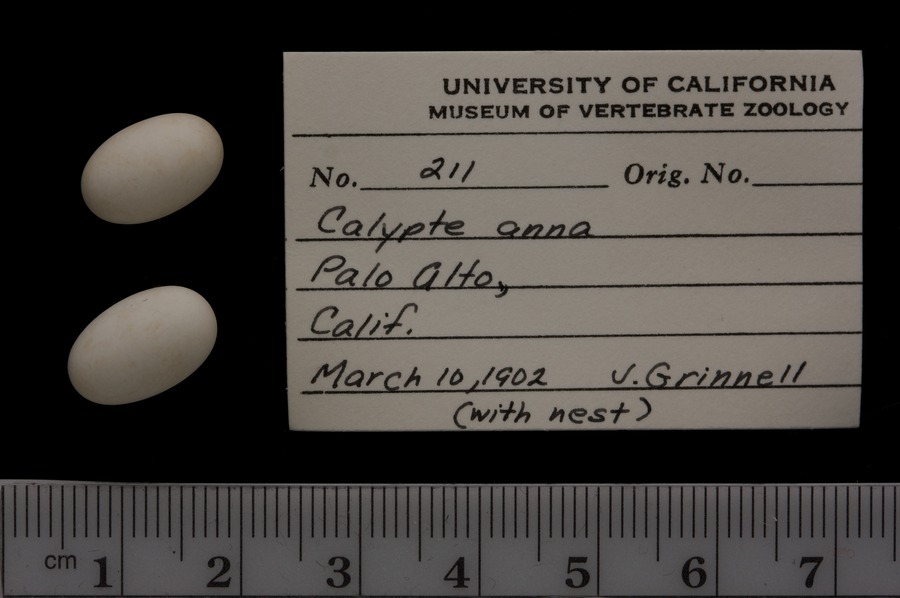 UNIVERSITY OF CALIFORNIA
MUSEUM OF VERTEBRATE ZOOLOGY
No. 211 Orig. No.
Calypte anna
Palo Alto,
Calif.
March 10, 1902 J. Grinnell
(with nest)
cm 1 2 3 4 5 6 7